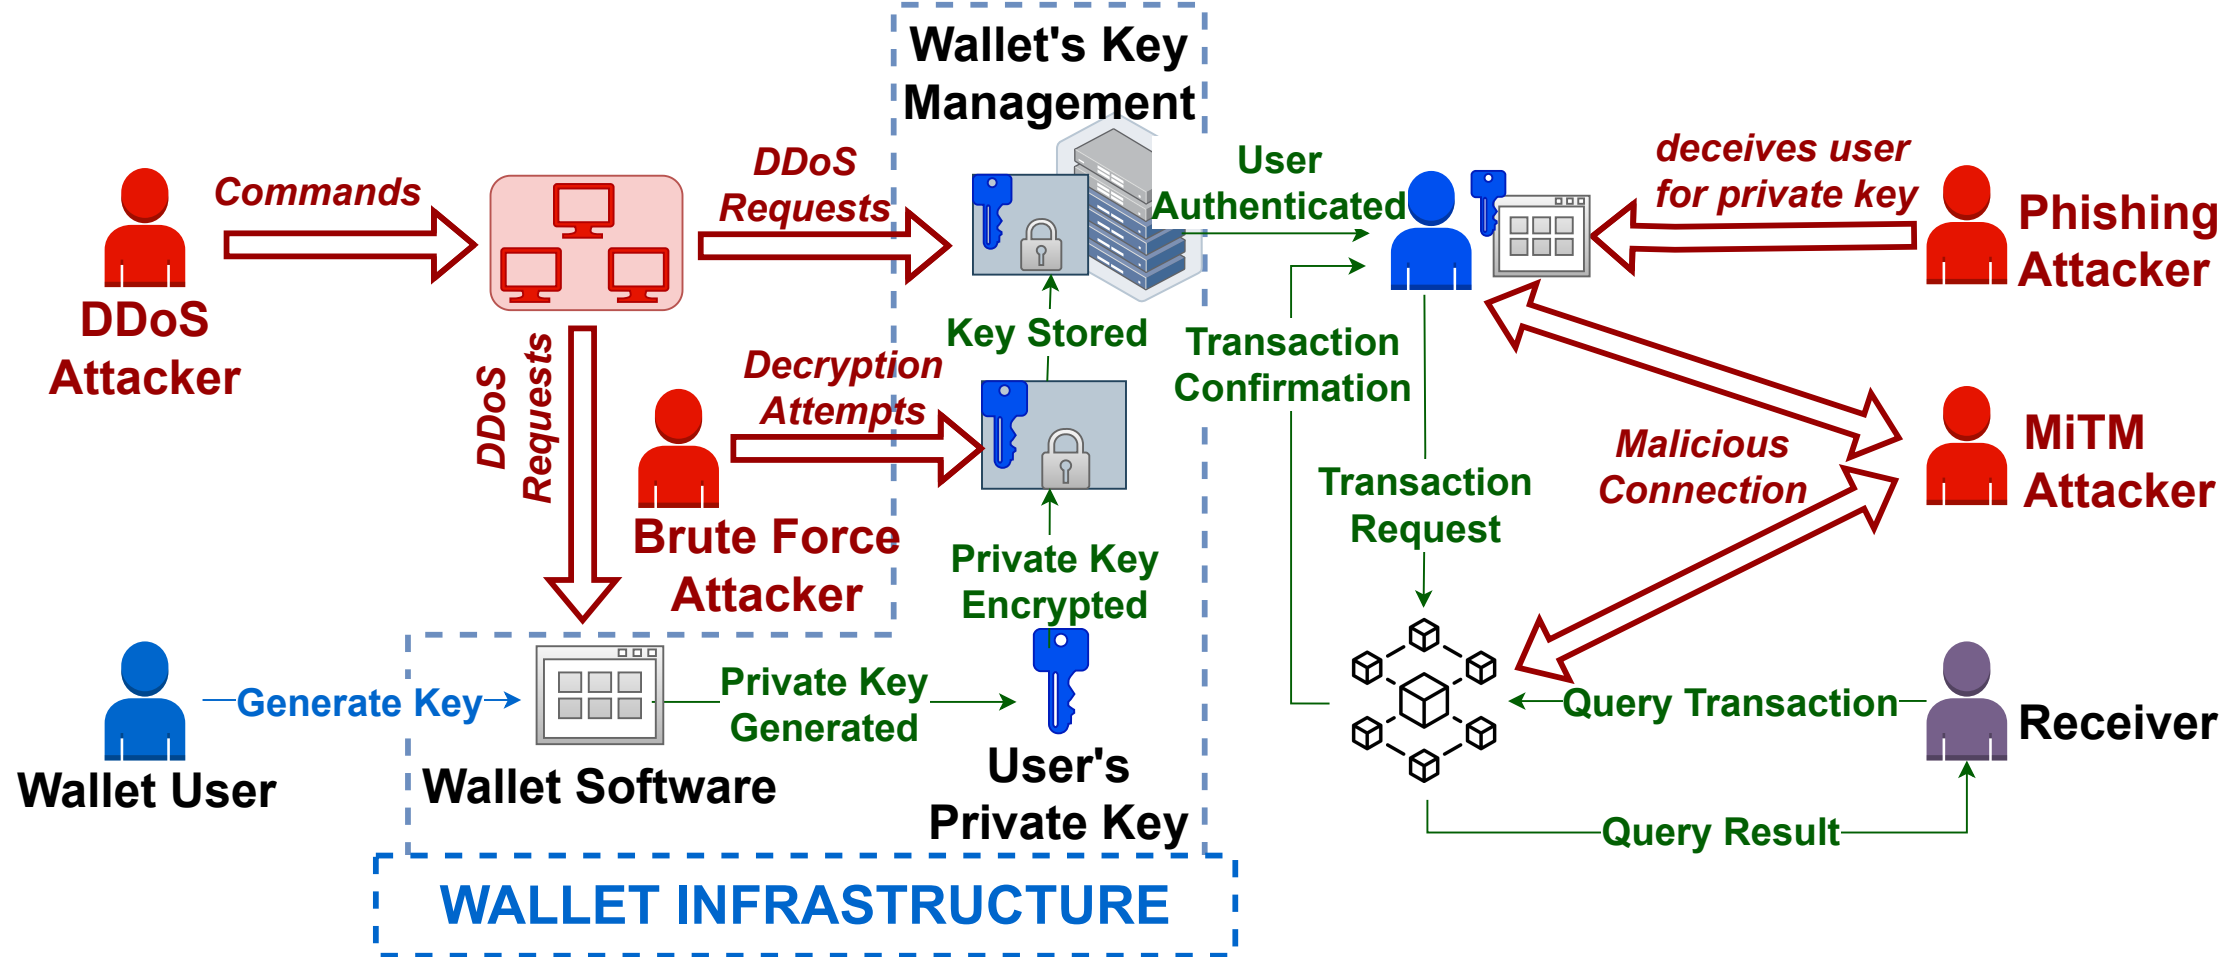 Wallet's Key
Management
Commands
DDoS
Requests
User
Authenticated
deceives user
for private key
Phishing
Attacker
DDoS
Attacker
DDoS
Requests
Key Stored
Decryption
Attempts
Transaction
Confirmation
Malicious
Connection
MiTM
Attacker
Transaction
Request
Brute Force
Attacker
Private Key
Encrypted
Generate Key
Private Key
Generated
Query Transaction
Receiver
Wallet User
Wallet Software
User's
Private Key
Query Result
WALLET INFRASTRUCTURE